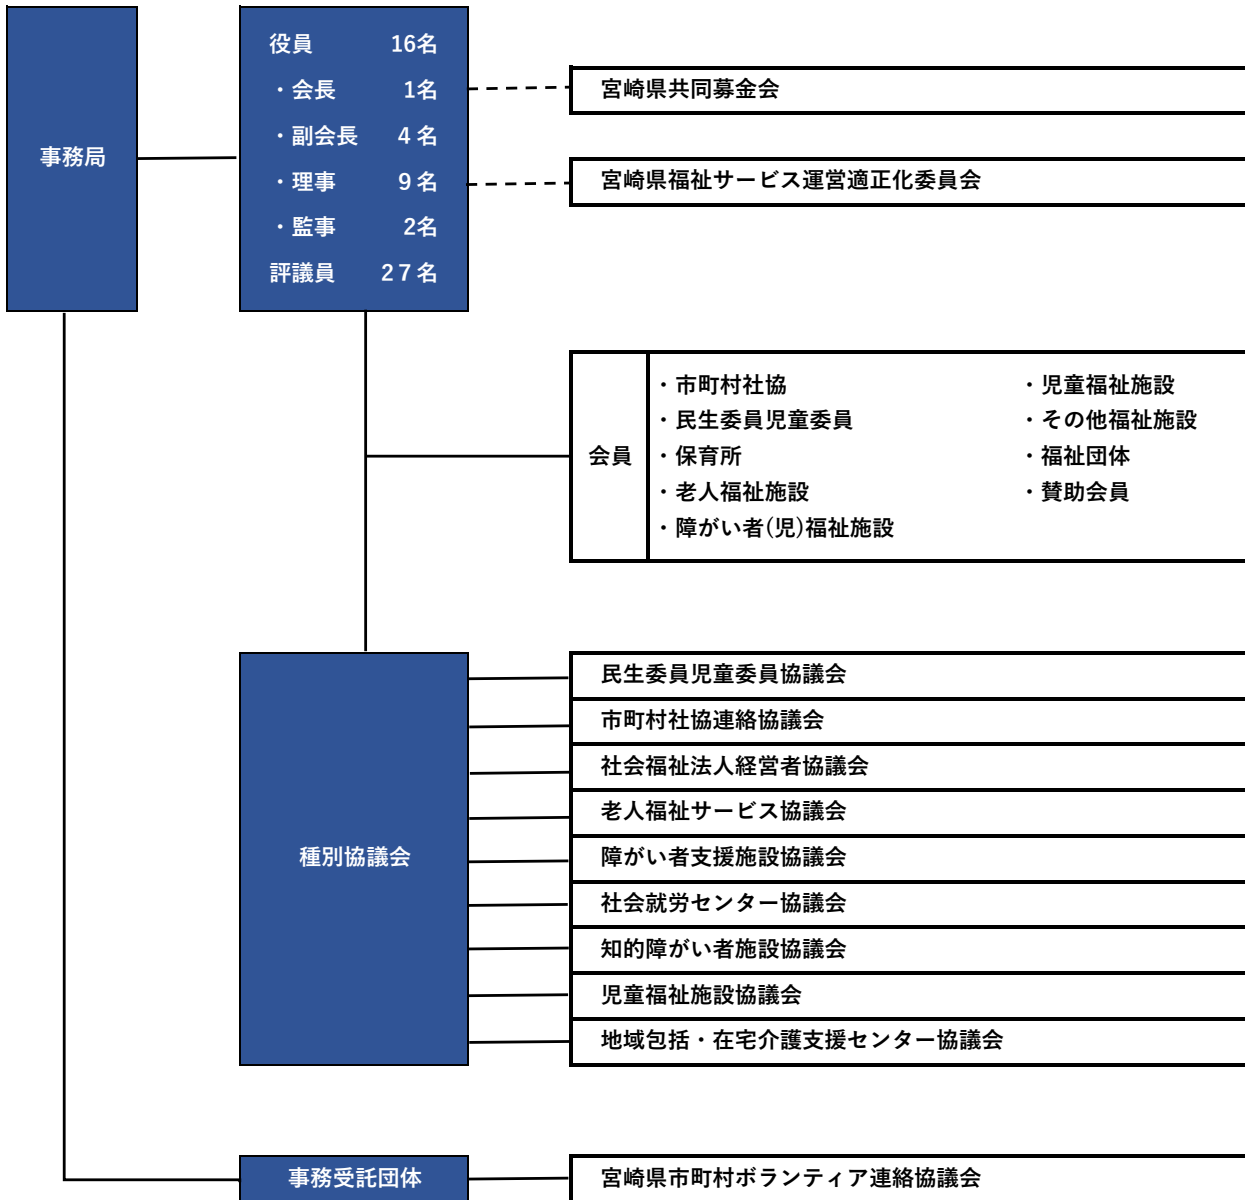 事務局
役員 16名
・会長 1名
・副会長 4名
・理事 9名
・監事 2名
評議員 27名
宮崎県共同募金会
宮崎県福祉サービス運営適正化委員会
会員
・市町村社協
・民生委員児童委員
・保育所
・老人福祉施設
・障がい者(児)福祉施設
・児童福祉施設
・その他福祉施設
・福祉団体
・賛助会員
種別協議会
民生委員児童委員協議会
市町村社協連絡協議会
社会福祉法人経営者協議会
老人福祉サービス協議会
障がい者支援施設協議会
社会就労センター協議会
知的障がい者施設協議会
児童福祉施設協議会
地域包括・在宅介護支援センター協議会
事務受託団体
宮崎県市町村ボランティア連絡協議会